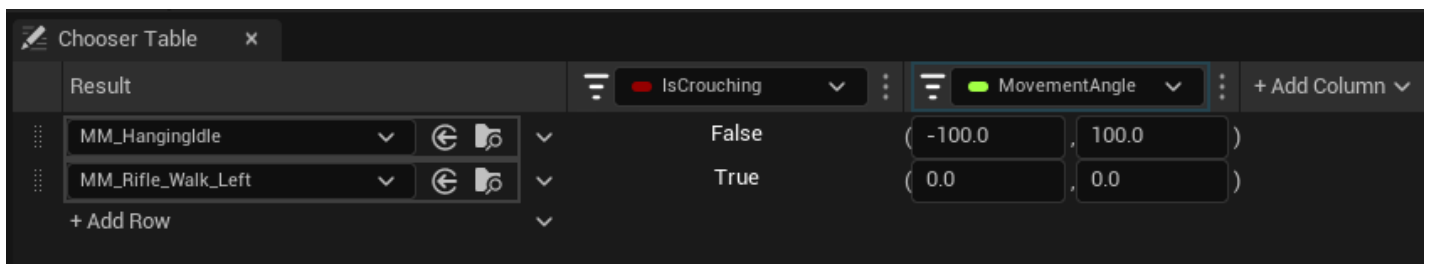 Chooser Table ×
Result IsCrouching MovementAngle + Add Column
MM_HangingIdle False ( -100.0 , 100.0 )
MM_Rifle_Walk_Left True ( 0.0 , 0.0 )
+ Add Row